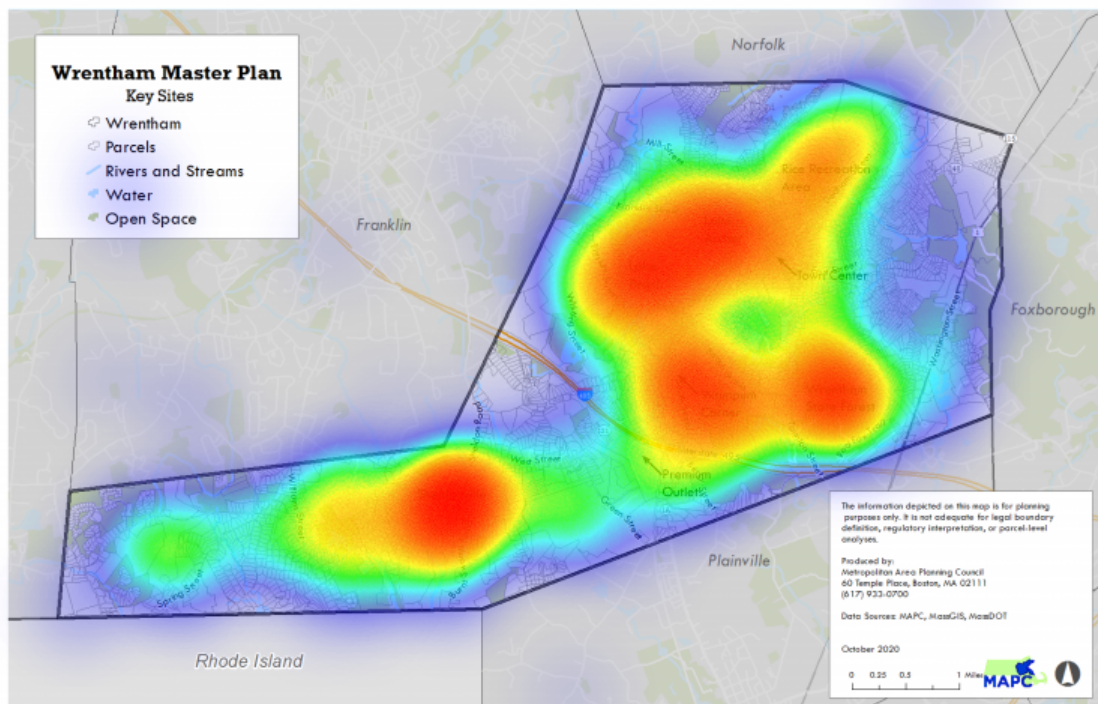 Wrentham Master Plan
Key Sites
Wrentham
Parcels
Rivers and Streams
Water
Open Space
Norfolk
Franklin
Foxborough
Plainville
Rhode Island
Mill Street
Rice Recreation
Area
Town Center
Premium
Outlets
West Street
Green Street
Spring Street
The information depicted on this map is for planning
purposes only. It is not adequate for legal boundary
definition, regulatory interpretation, or parcel-level
analyses.
Produced by:
Metropolitan Area Planning Council
60 Temple Place, Boston, MA 02111
(617) 933-0700
Data Sources: MAPC, MassGIS, MassDOT
October 2020
0 0.25 0.5 1 Miles
MAPC